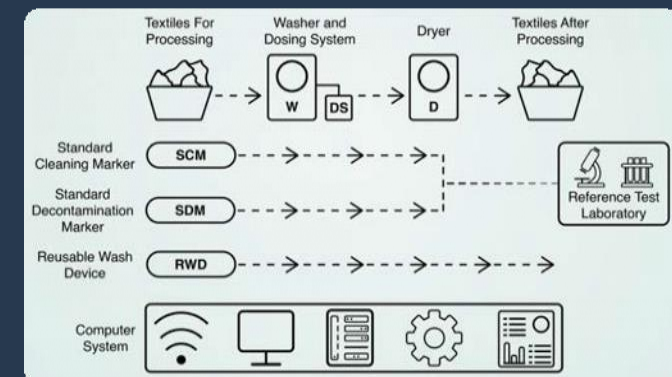 Textiles For
Processing
Washer and
Dosing System
Dryer
Textiles After
Processing
W
DS
D
Standard
Cleaning Marker
SCM
Standard
Decontamination
Marker
SDM
Reference Test
Laboratory
Reusable Wash
Device
RWD
Computer
System